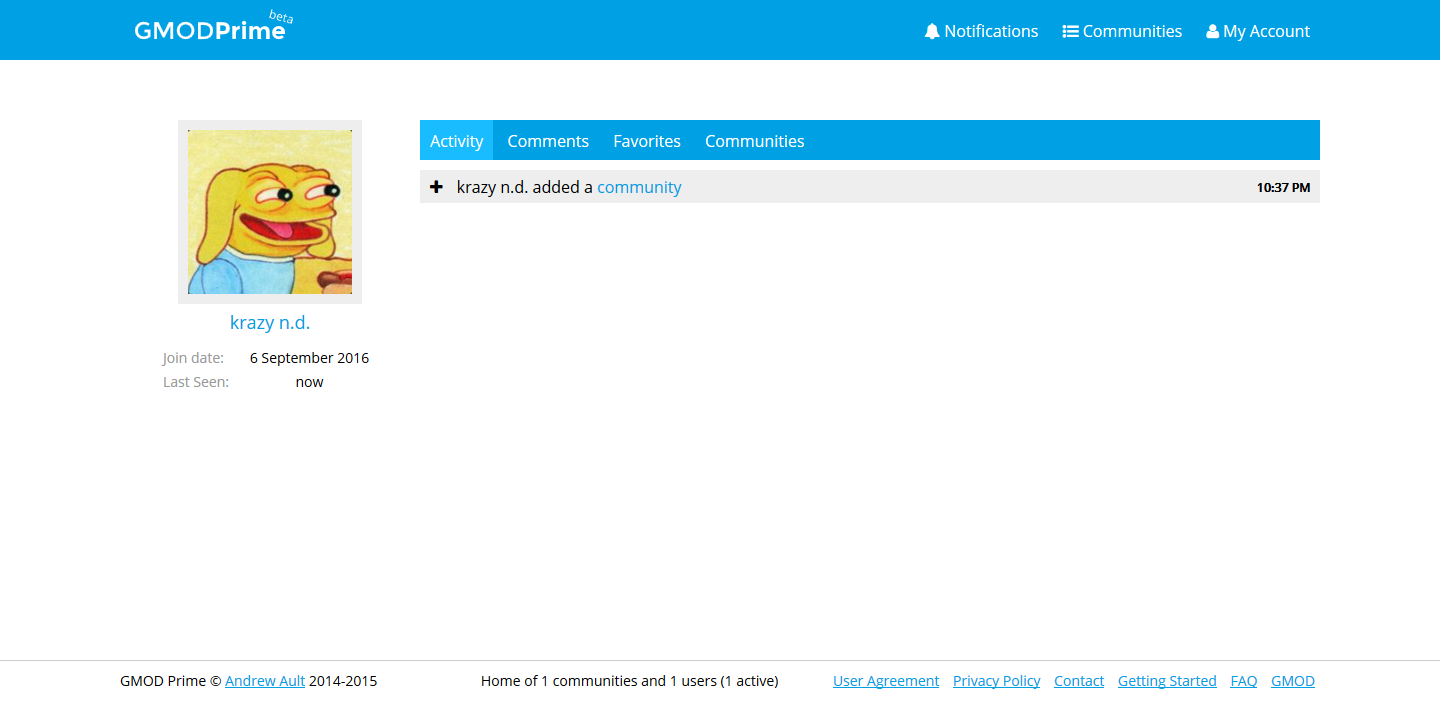 GMODPrime beta
Notifications Communities My Account
Activity Comments Favorites Communities
krazy n.d. added a community 10:37 PM
krazy n.d.
Join date: 6 September 2016
Last Seen: now
GMOD Prime © Andrew Ault 2014-2015 Home of 1 communities and 1 users (1 active) User Agreement Privacy Policy Contact Getting Started FAQ GMOD